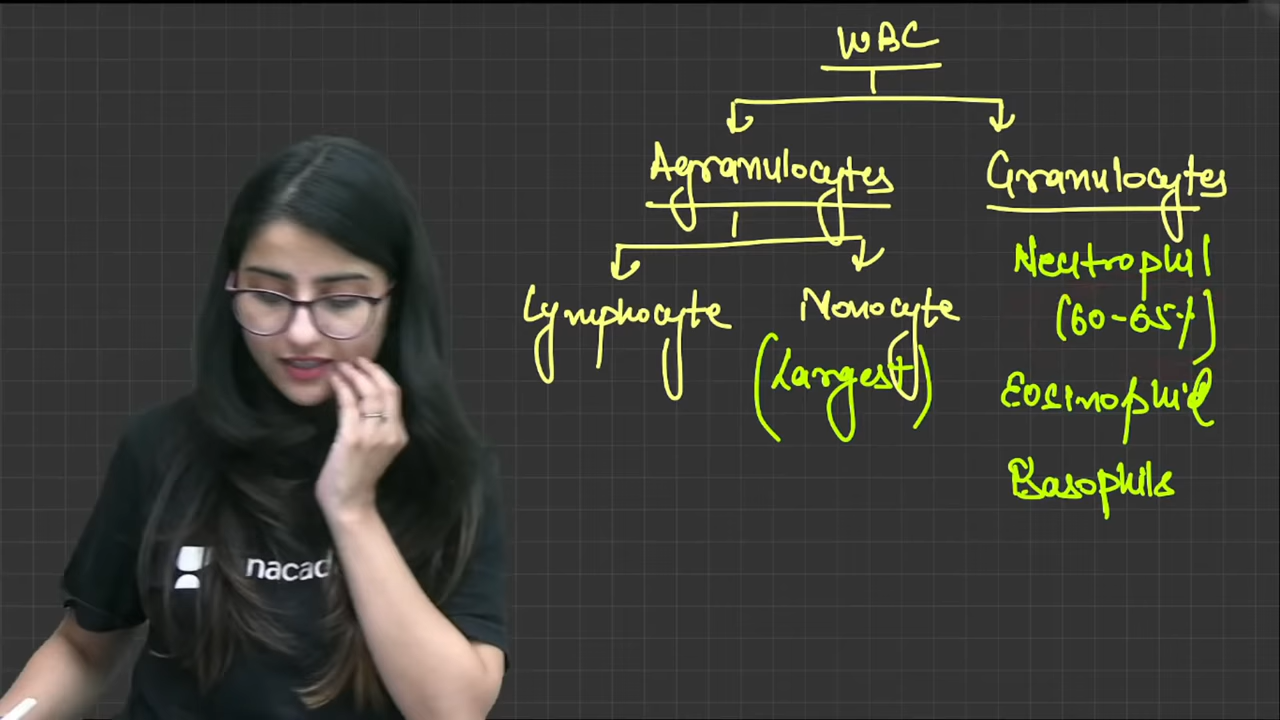 WBC
Agranulocytes Granulocytes
Lymphocyte Monocyte
(Largest)
Neutrophil
(60-65%)
Eosinophil
Basophils
nacad